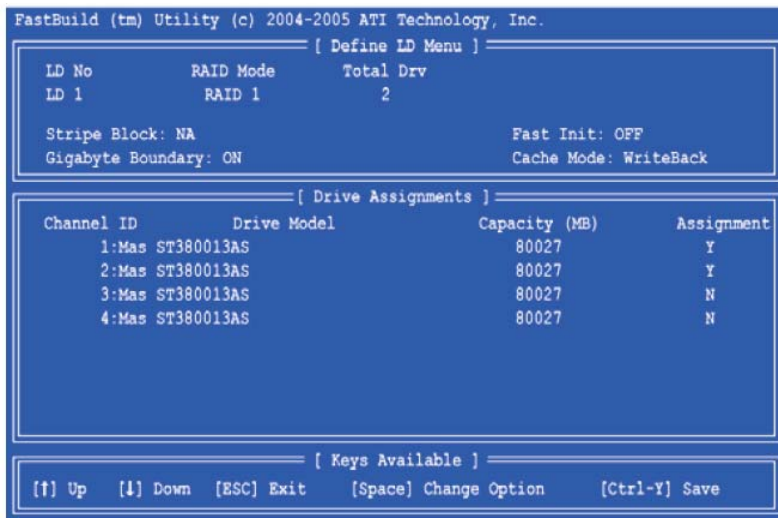 FastBuild (tm) Utility (c) 2004-2005 ATI Technology, Inc.
[ Define LD Menu ]
LD No RAID Mode Total Drv
LD 1 RAID 1 2
Stripe Block: NA Fast Init: OFF
Gigabyte Boundary: ON Cache Mode: WriteBack
[ Drive Assignments ]
Channel ID Drive Model Capacity (MB) Assignment
1:Mas ST380013AS 80027 Y
2:Mas ST380013AS 80027 Y
3:Mas ST380013AS 80027 N
4:Mas ST380013AS 80027 N
[ Keys Available ]
[↑] Up [↓] Down [ESC] Exit [Space] Change Option [Ctrl-Y] Save